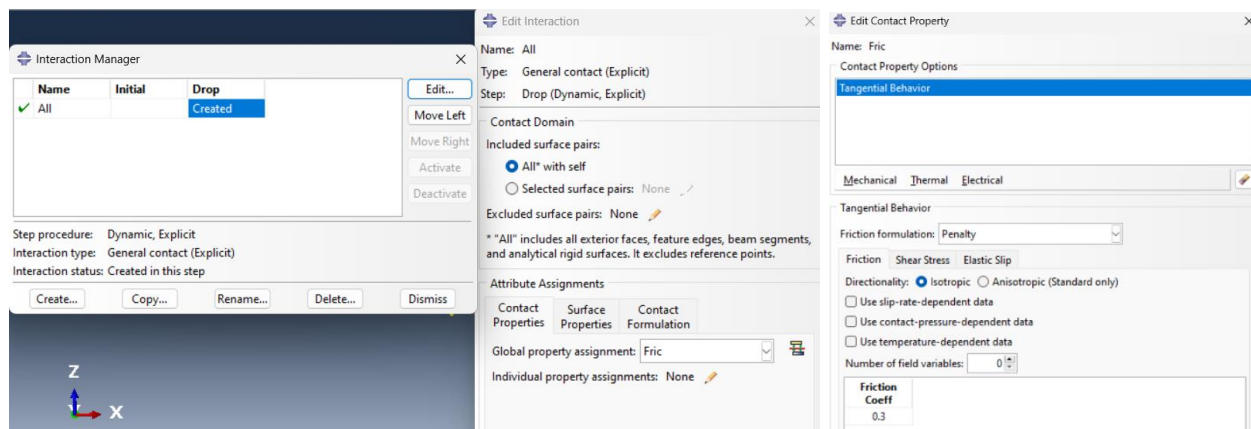 Interaction Manager
Name Initial Drop
All Created
Edit...
Move Left
Move Right
Activate
Deactivate
Step procedure: Dynamic, Explicit
Interaction type: General contact (Explicit)
Interaction status: Created in this step
Create... Copy... Rename... Delete... Dismiss
Z
Y
X
Edit Interaction
Name: All
Type: General contact (Explicit)
Step: Drop (Dynamic, Explicit)
Contact Domain
Included surface pairs:
All* with self
Selected surface pairs: None
Excluded surface pairs: None
* "All" includes all exterior faces, feature edges, beam segments,
and analytical rigid surfaces. It excludes reference points.
Attribute Assignments
Contact Properties
Surface Properties
Contact Formulation
Global property assignment: Fric
Individual property assignments: None
Edit Contact Property
Name: Fric
Contact Property Options
Tangential Behavior
Mechanical Thermal Electrical
Tangential Behavior
Friction formulation: Penalty
Friction Shear Stress Elastic Slip
Directionality: Isotropic Anisotropic (Standard only)
Use slip-rate-dependent data
Use contact-pressure-dependent data
Use temperature-dependent data
Number of field variables: 0
Friction
Coeff
0.3